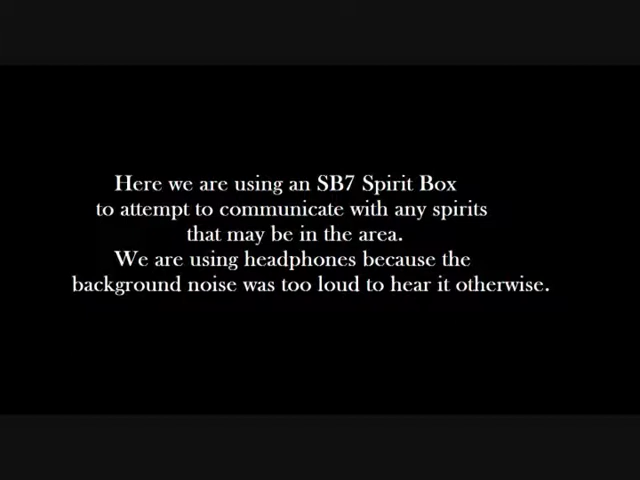 Here we are using an SB7 Spirit Box
to attempt to communicate with any spirits
that may be in the area.
We are using headphones because the
background noise was too loud to hear it otherwise.